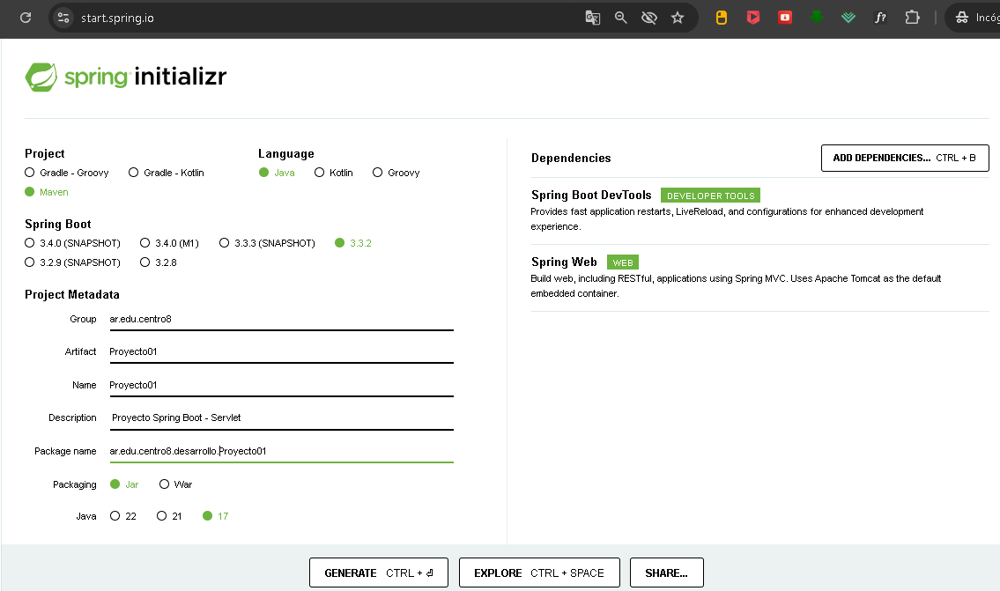 start.spring.io
Incóg
spring initializr
Project
Gradle - Groovy Gradle - Kotlin
Maven
Language
Java Kotlin Groovy
Spring Boot
3.4.0 (SNAPSHOT) 3.4.0 (M1) 3.3.3 (SNAPSHOT) 3.3.2
3.2.9 (SNAPSHOT) 3.2.8
Project Metadata
Group ar.edu.centro8
Artifact Proyecto01
Name Proyecto01
Description Proyecto Spring Boot - Servlet
Package name ar.edu.centro8.desarrollo.Proyecto01
Packaging Jar War
Java 22 21 17
Dependencies ADD DEPENDENCIES... CTRL + B
Spring Boot DevTools DEVELOPER TOOLS
Provides fast application restarts, LiveReload, and configurations for enhanced development
experience.
Spring Web WEB
Build web, including RESTful, applications using Spring MVC. Uses Apache Tomcat as the default
embedded container.
GENERATE CTRL + ⏎ EXPLORE CTRL + SPACE SHARE...